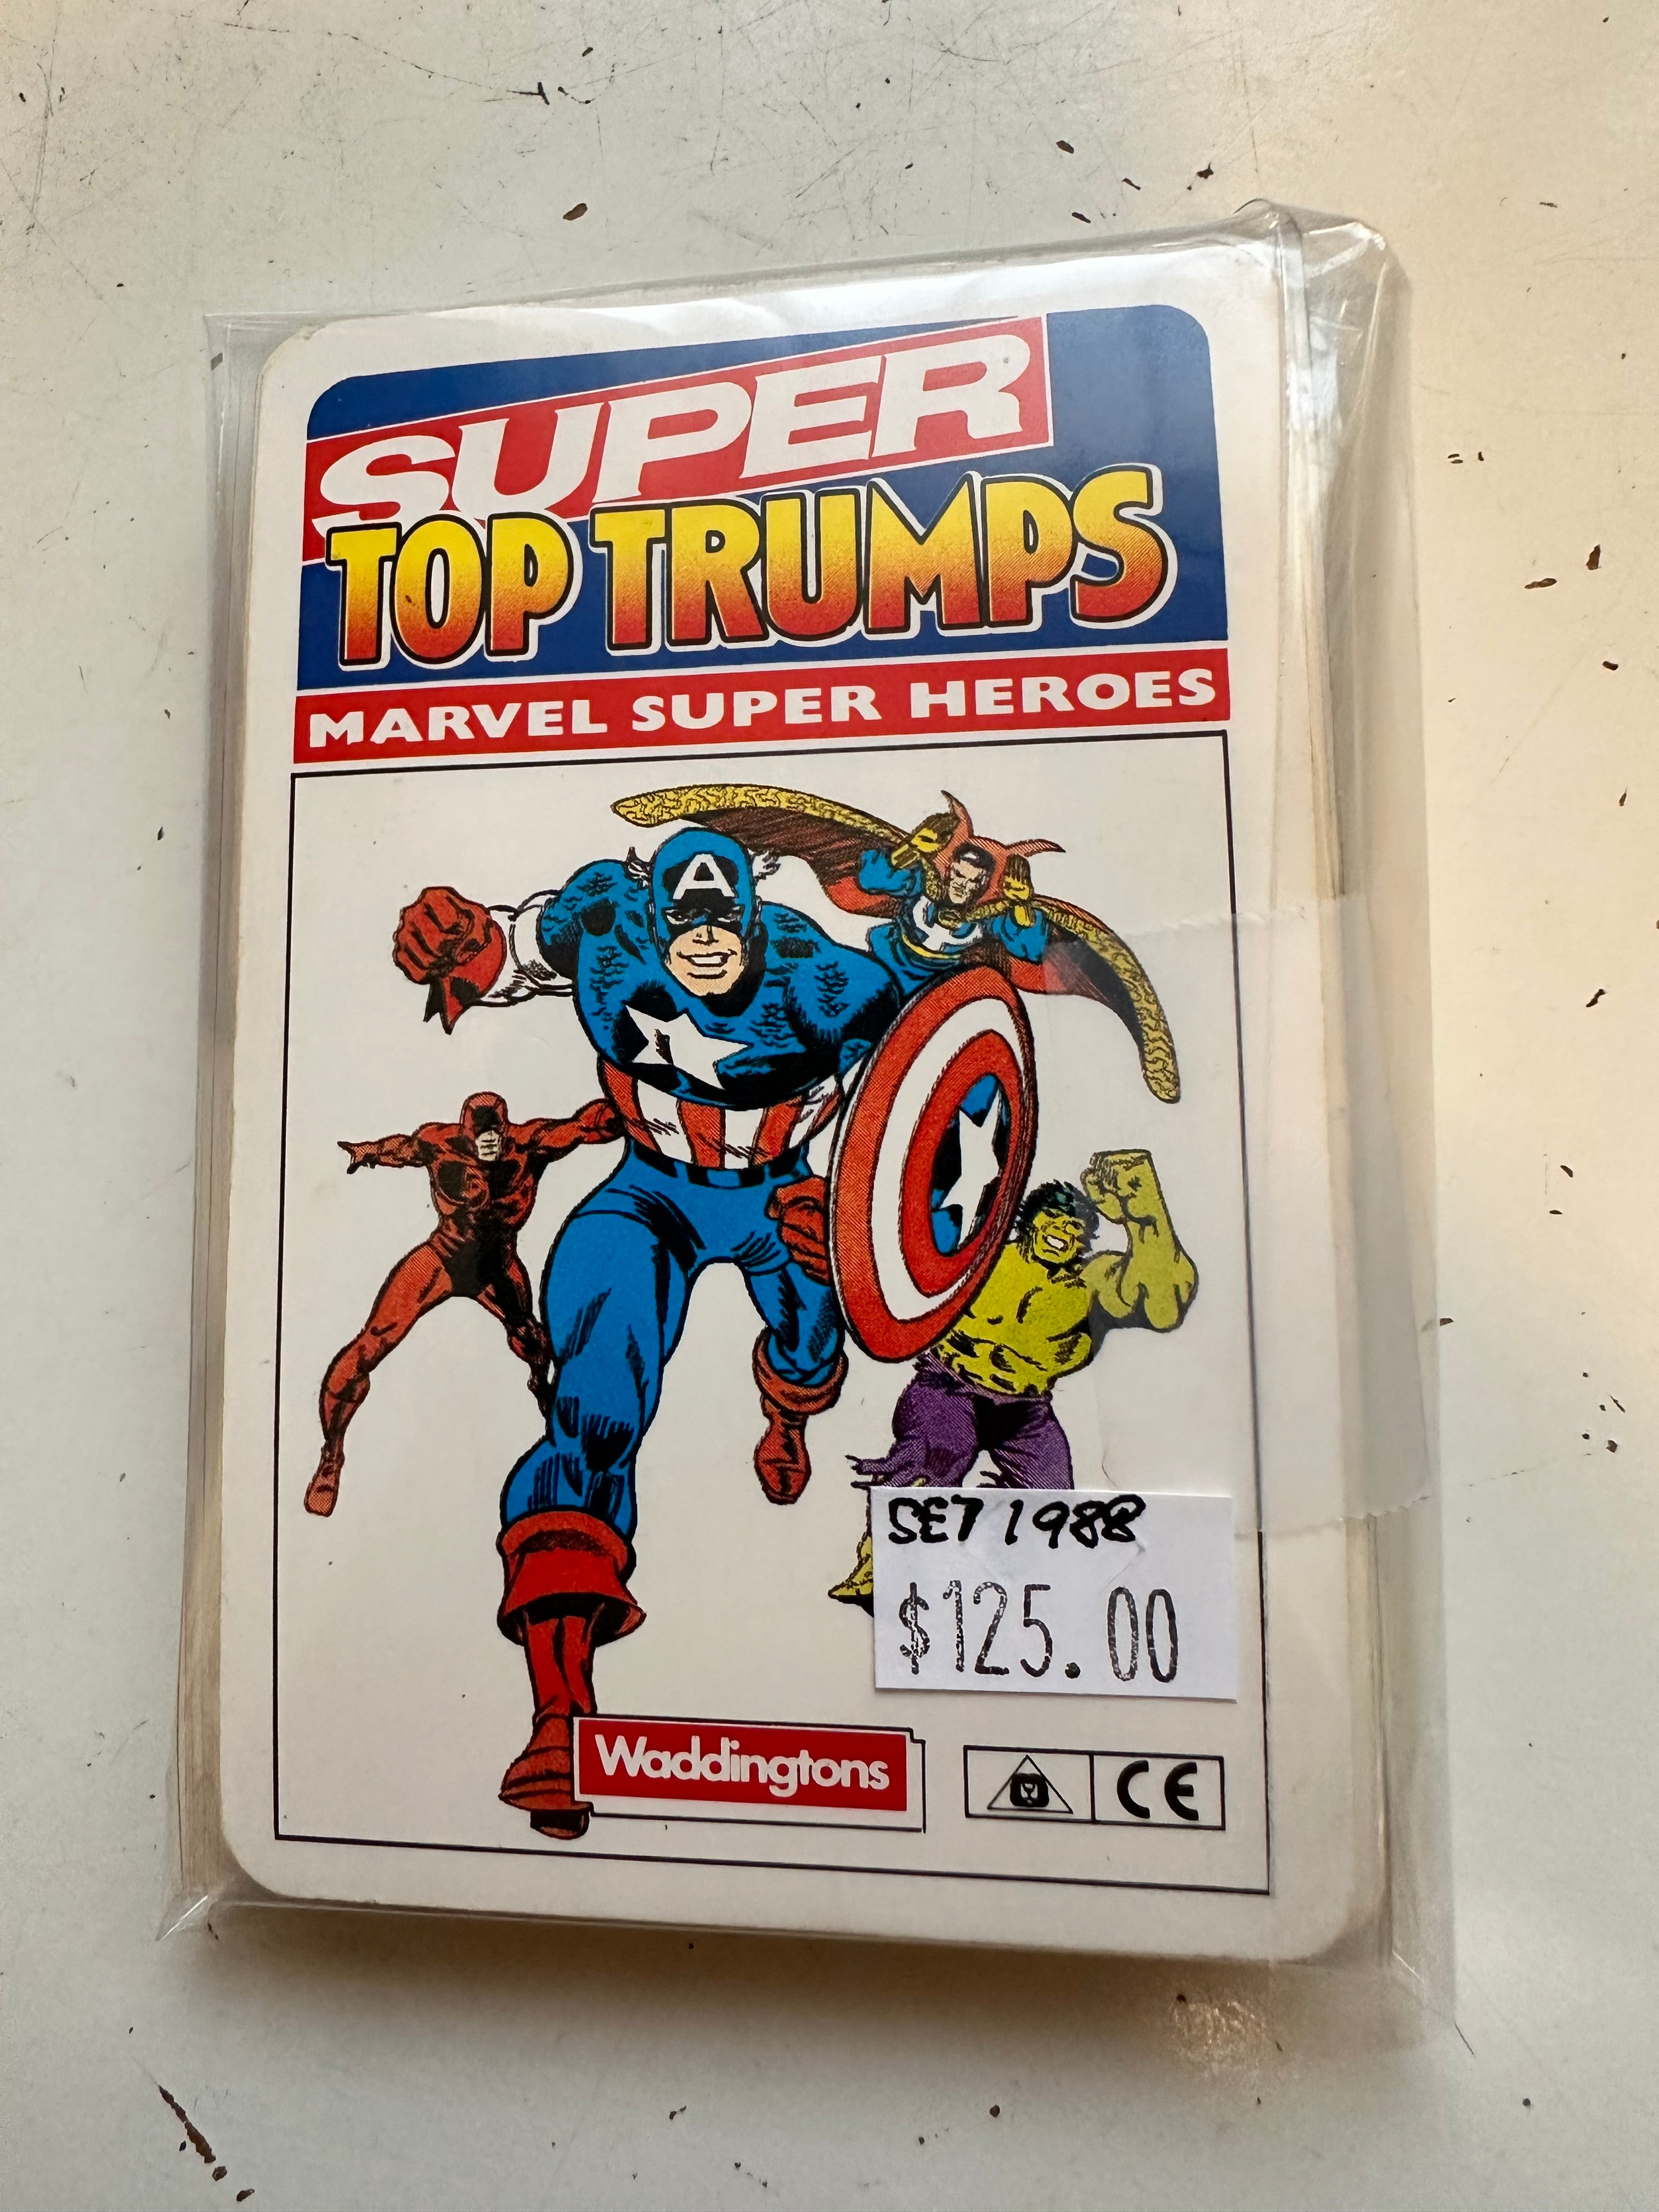 SUPER
TOP TRUMPS
MARVEL SUPER HEROES
A
SET 1988
$125.00
Waddingtons
CE